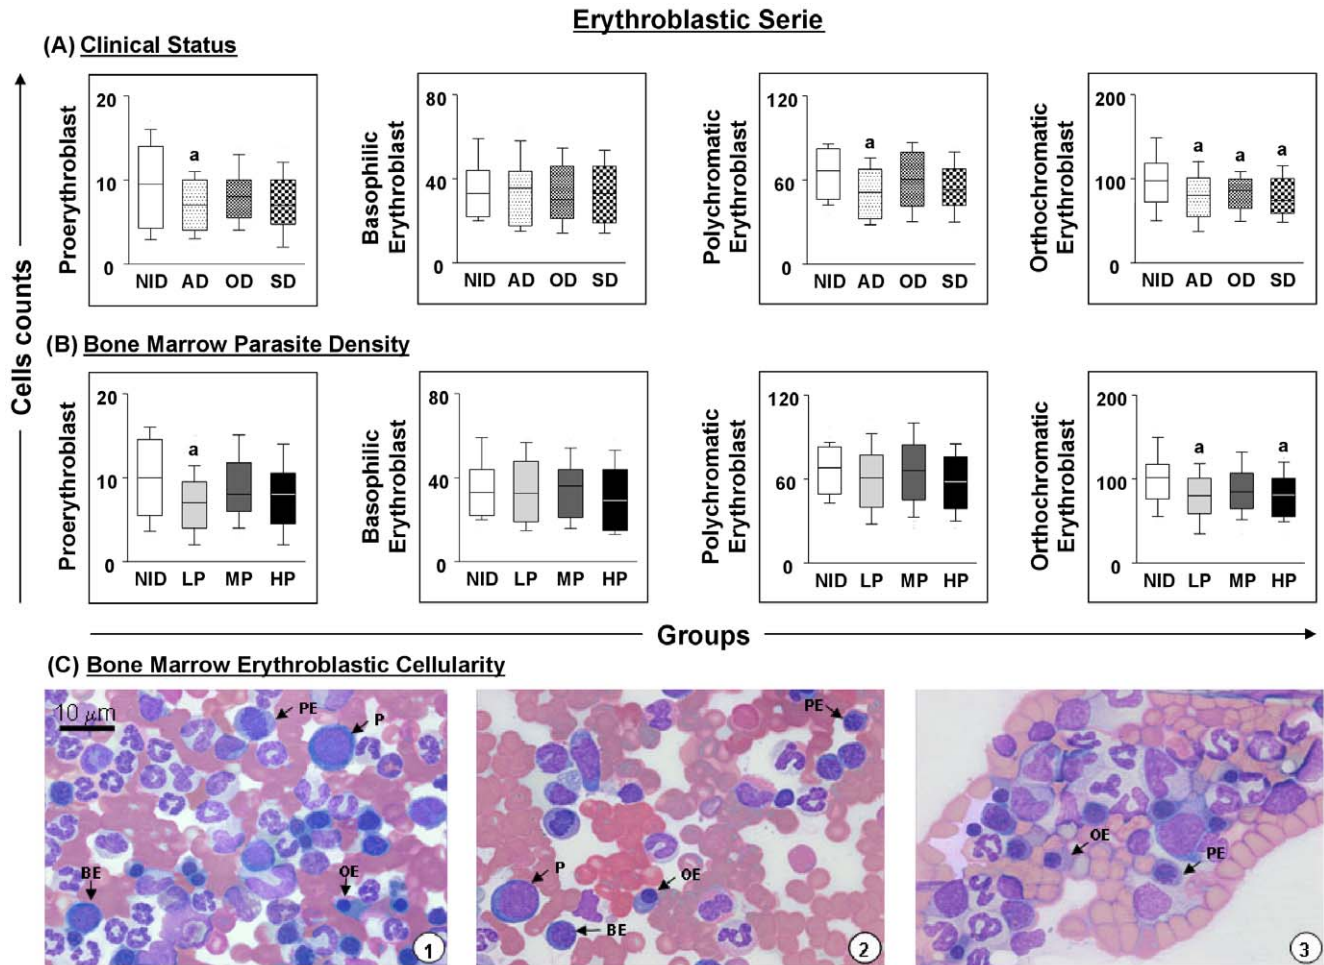 Erythroblastic Serie
(A) Clinical Status
Cells counts
Proerythroblast
20
10
0
a
NID AD OD SD
Basophilic
Erythroblast
80
40
0
NID AD OD SD
Polychromatic
Erythroblast
120
60
0
a
NID AD OD SD
Orthochromatic
Erythroblast
200
100
0
a a a
NID AD OD SD
(B) Bone Marrow Parasite Density
Proerythroblast
20
10
0
a
NID LP MP HP
Basophilic
Erythroblast
80
40
0
NID LP MP HP
Polychromatic
Erythroblast
120
60
0
NID LP MP HP
Orthochromatic
Erythroblast
200
100
0
a a
NID LP MP HP
Groups
(C) Bone Marrow Erythroblastic Cellularity
10 μm
PE
P
BE
OE
1
PE
P
OE
BE
2
OE
PE
3